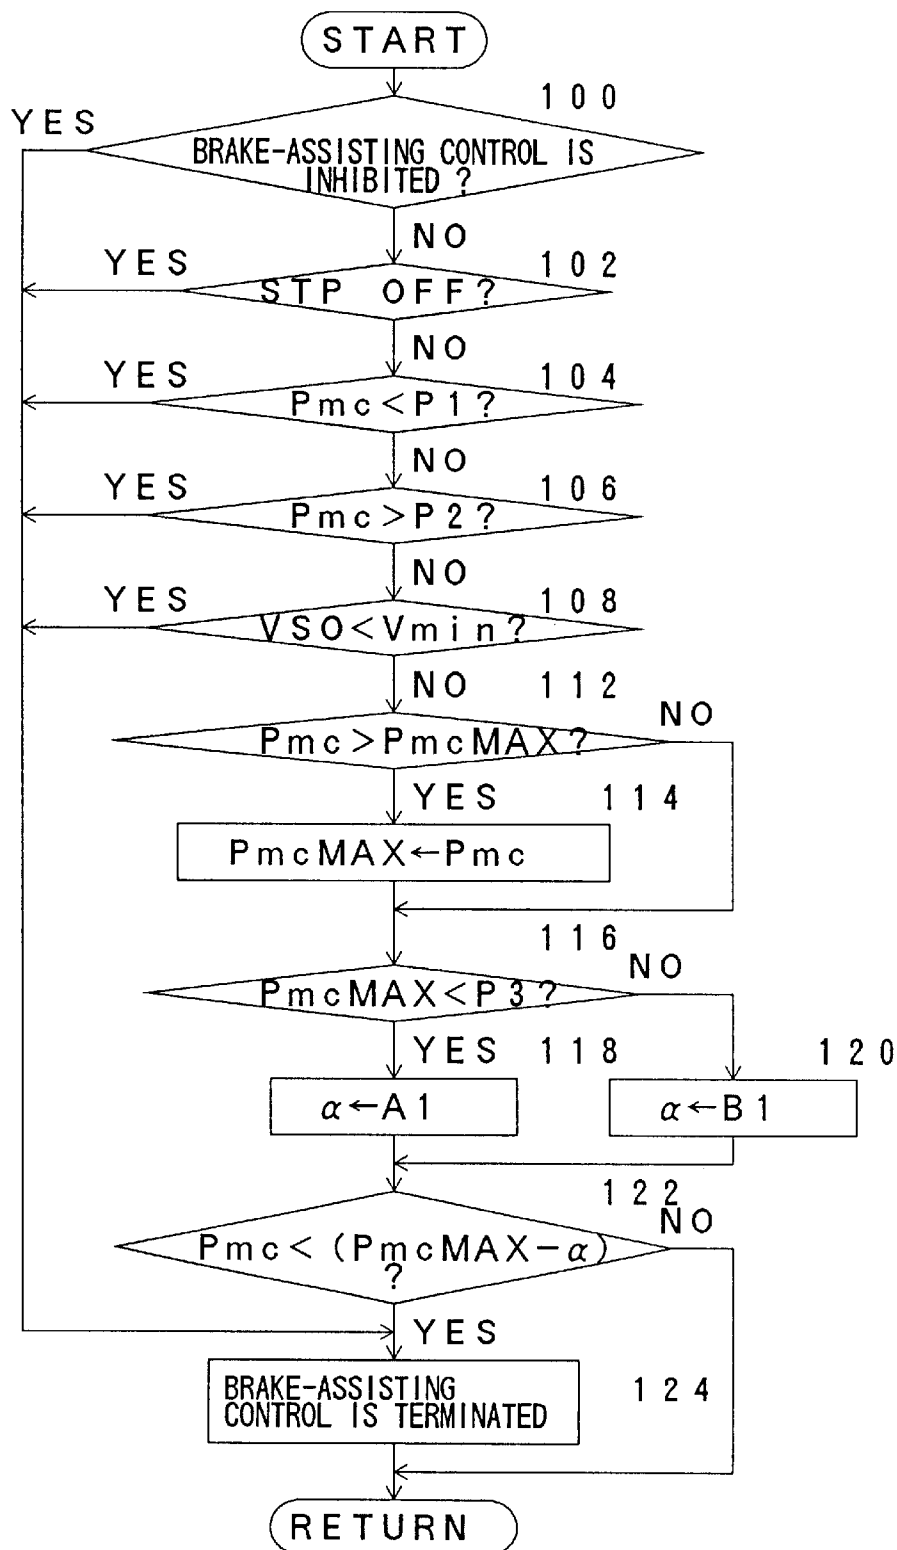 START
100
YES
BRAKE-ASSISTING CONTROL IS
INHIBITED ?
NO
YES
102
STP OFF?
NO
YES
104
Pmc<P1?
NO
YES
106
Pmc>P2?
NO
YES
108
VSO<Vmin?
NO
112
NO
Pmc>PmcMAX?
YES
114
PmcMAX←Pmc
116
NO
PmcMAX<P3?
YES
118
120
α←A1
α←B1
122
NO
Pmc<(PmcMAX-α)
?
YES
BRAKE-ASSISTING
CONTROL IS TERMINATED
124
RETURN